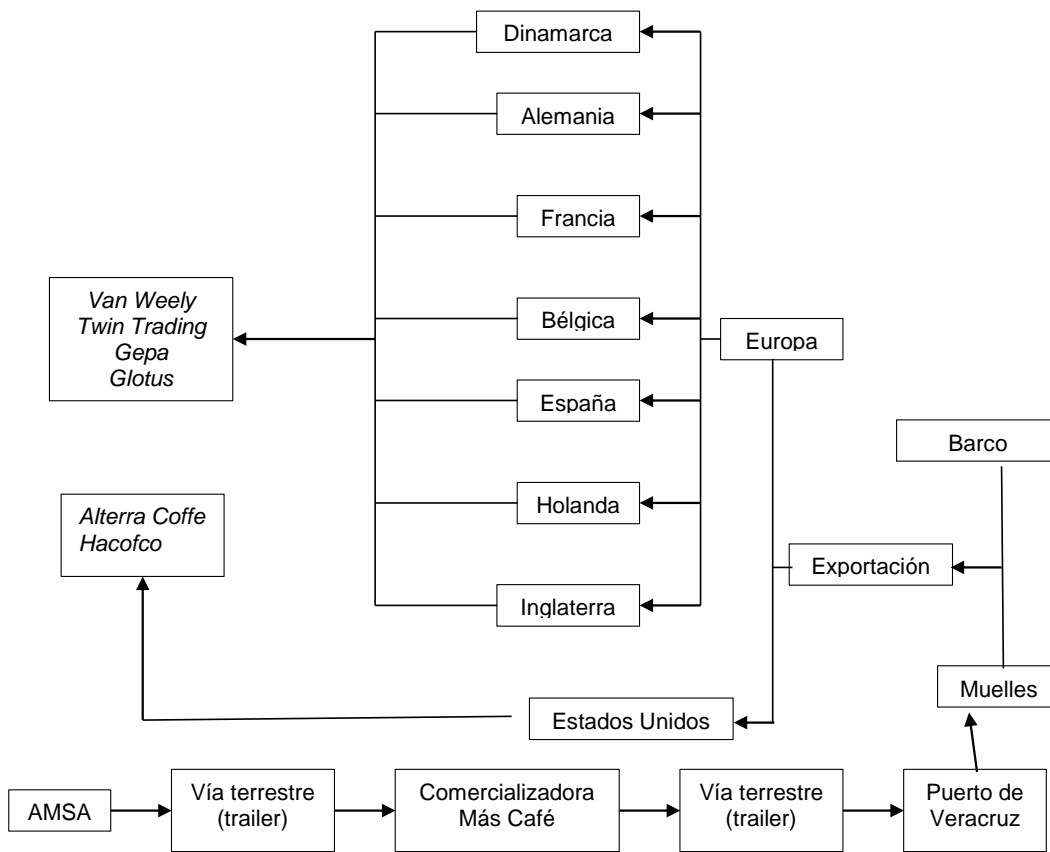 Dinamarca
Alemania
Francia
Van Weely
Twin Trading
Gepa
Glotus
Bélgica
Europa
España
Barco
Alterra Coffe
Hacofco
Holanda
Exportación
Inglaterra
Muelles
Estados Unidos
AMSA
Vía terrestre
(trailer)
Comercializadora
Más Café
Vía terrestre
(trailer)
Puerto de
Veracruz